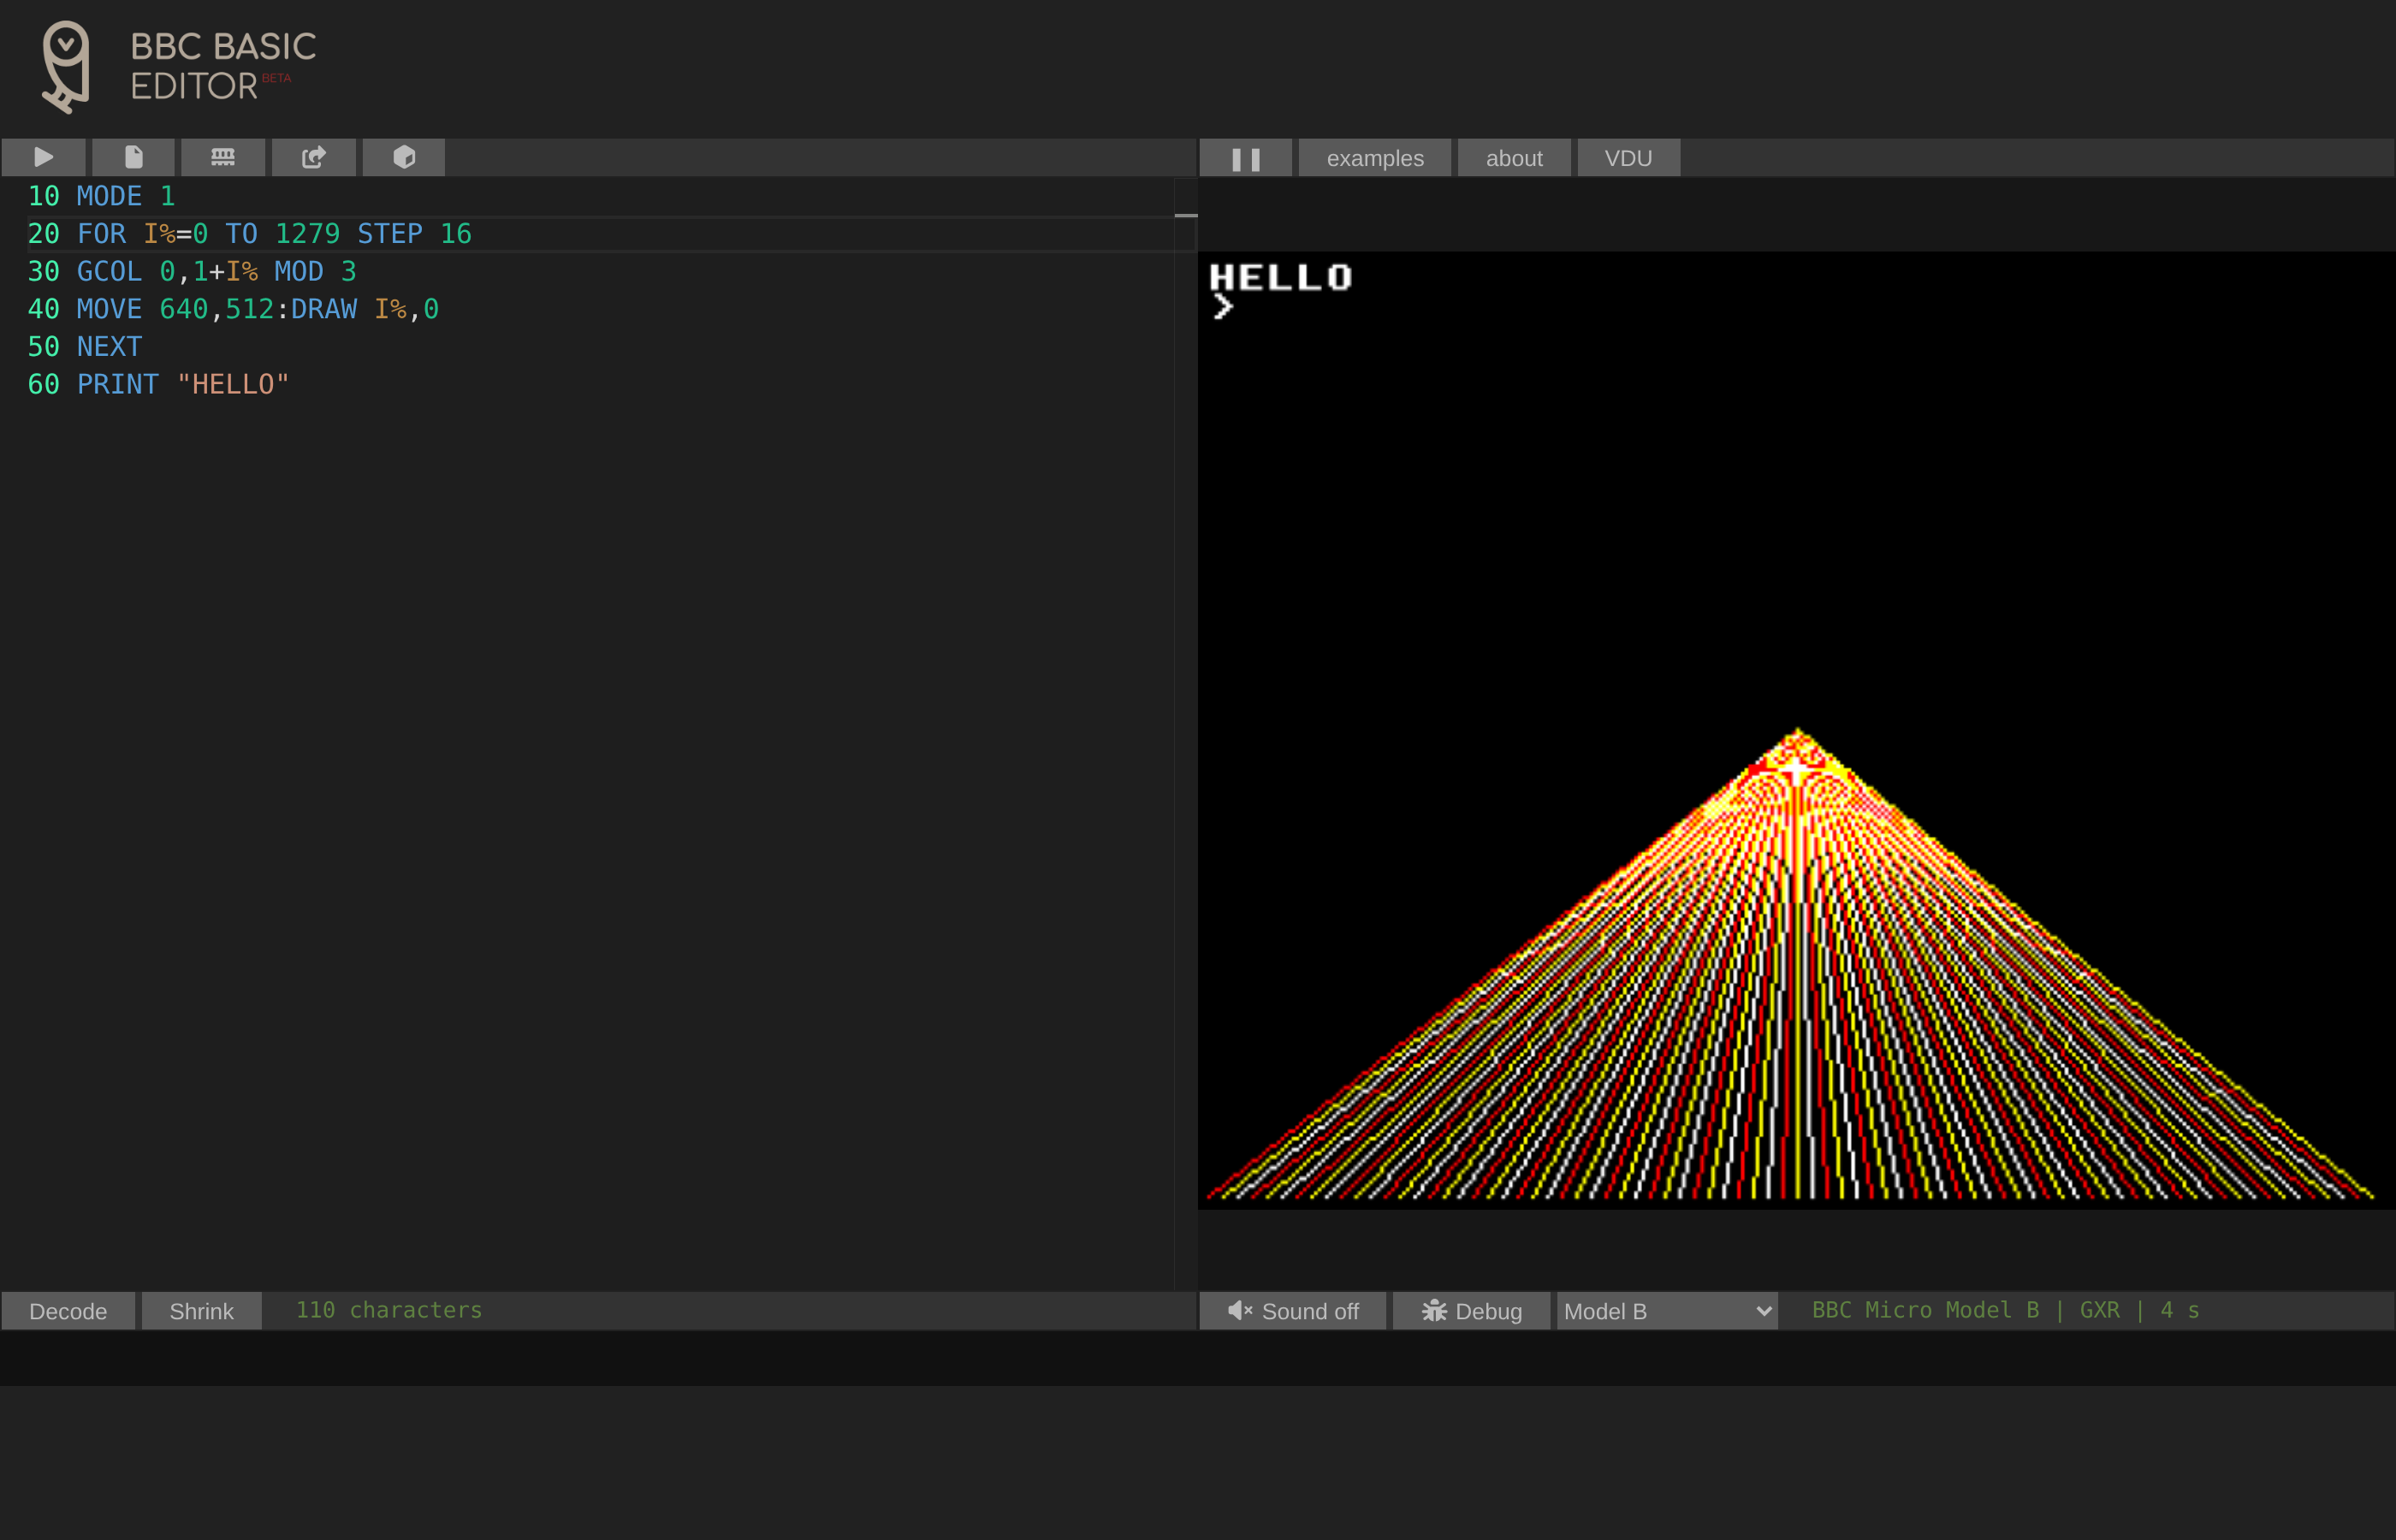 BBC BASIC
EDITOR BETA
examples about VDU
10 MODE 1
20 FOR I%=0 TO 1279 STEP 16
30 GCOL 0,1+I% MOD 3
40 MOVE 640,512:DRAW I%,0
50 NEXT
60 PRINT "HELLO"
HELLO
>
Decode Shrink 110 characters
Sound off Debug Model B BBC Micro Model B | GXR | 4 s